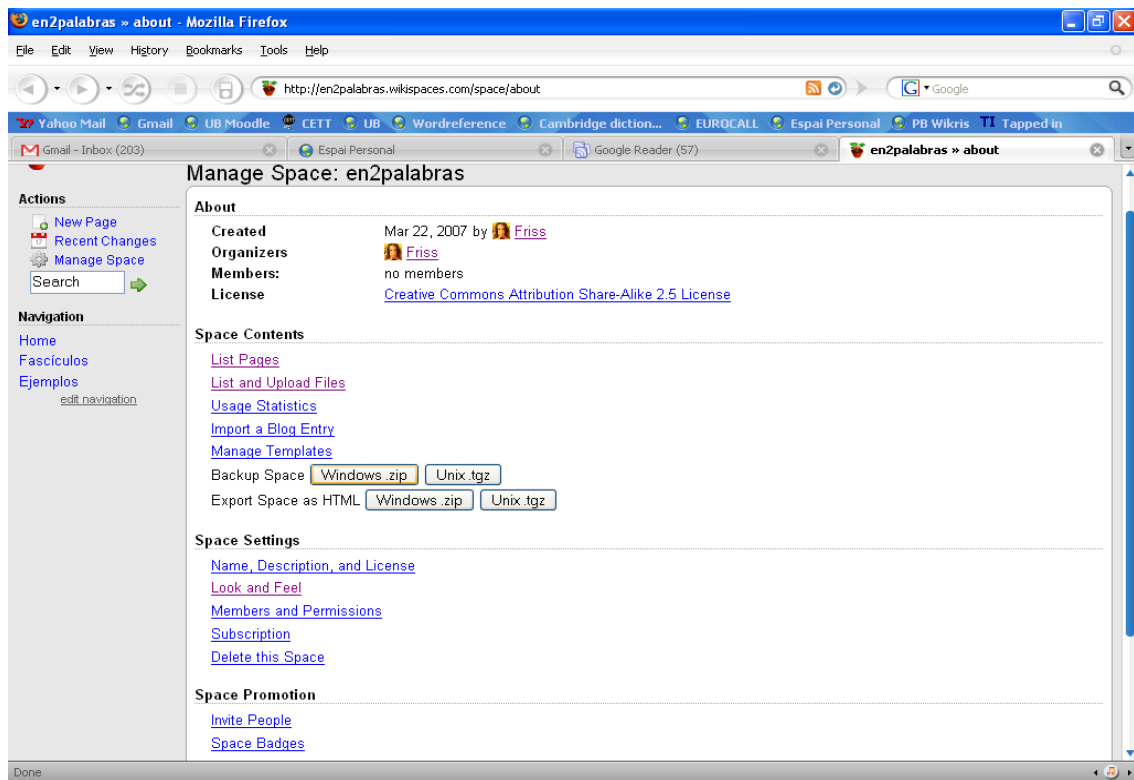 en2palabras » about - Mozilla Firefox
File Edit View History Bookmarks Tools Help
http://en2palabras.wikispaces.com/space/about G Google
Yahoo Mail Gmail UB Moodle CETT UB Wordreference Cambridge diction... EUROCALL Espai Personal PB Wikris TI Tapped in
Gmail - Inbox (203) Espai Personal Google Reader (57) en2palabras » about
Manage Space: en2palabras
Actions
New Page
Recent Changes
Manage Space
Search
Navigation
Home
Fascículos
Ejemplos
edit navigation
About
Created Mar 22, 2007 by Friss
Organizers Friss
Members: no members
License Creative Commons Attribution Share-Alike 2.5 License
Space Contents
List Pages
List and Upload Files
Usage Statistics
Import a Blog Entry
Manage Templates
Backup Space Windows .zip Unix .tgz
Export Space as HTML Windows .zip Unix .tgz
Space Settings
Name, Description, and License
Look and Feel
Members and Permissions
Subscription
Delete this Space
Space Promotion
Invite People
Space Badges
Done